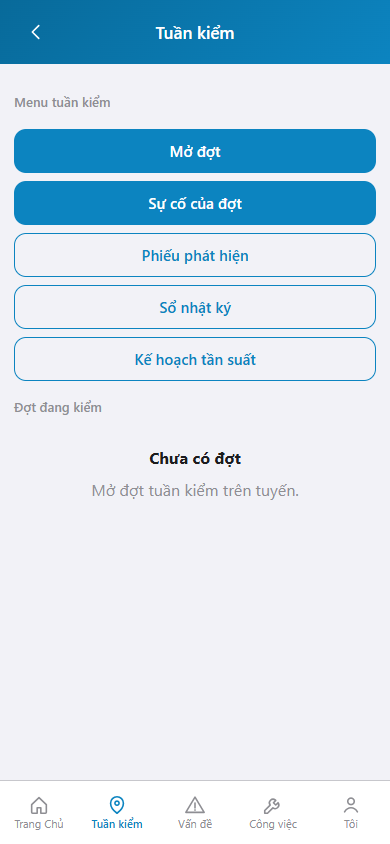 Tuần kiểm
Menu tuần kiểm
Mở đợt
Sự cố của đợt
Phiếu phát hiện
Sổ nhật ký
Kế hoạch tần suất
Đợt đang kiểm
Chưa có đợt
Mở đợt tuần kiểm trên tuyến.
Trang Chủ
Tuần kiểm
Vấn đề
Công việc
Tôi